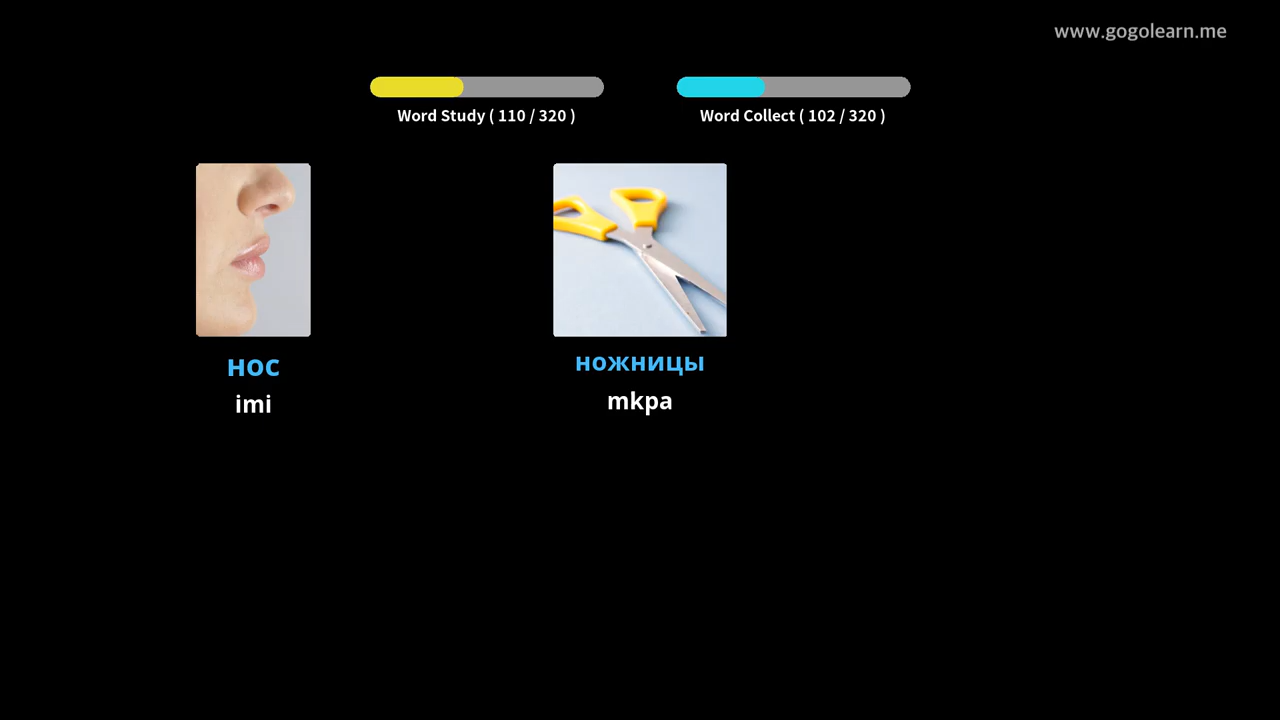 www.gogolearn.me
Word Study ( 110 / 320 )
Word Collect ( 102 / 320 )
нос
imi
ножницы
mkpa